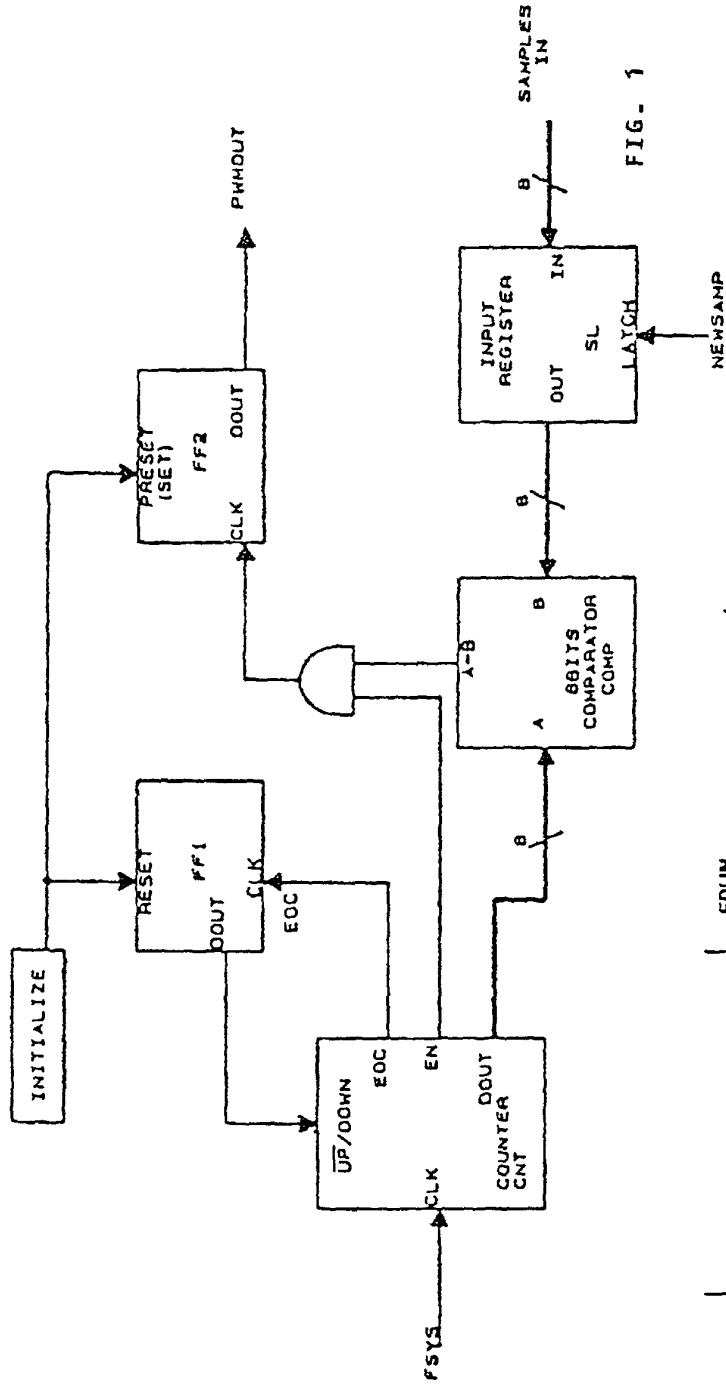 INITIALIZE
RESET
FF1
DOUT
CLK
EOC
PRESET
(SET)
FF2
CLK
DOUT
PWMOUT
UP/DOWN
EOC
CLK
EN
DOUT
COUNTER
CNT
FSYS
8
A-B
A
B
8BITS
COMPARATOR
COMP
8
INPUT
REGISTER
OUT
SL
IN
LATCH
NEWSAMP
8
SAMPLES
IN
FIG. 1